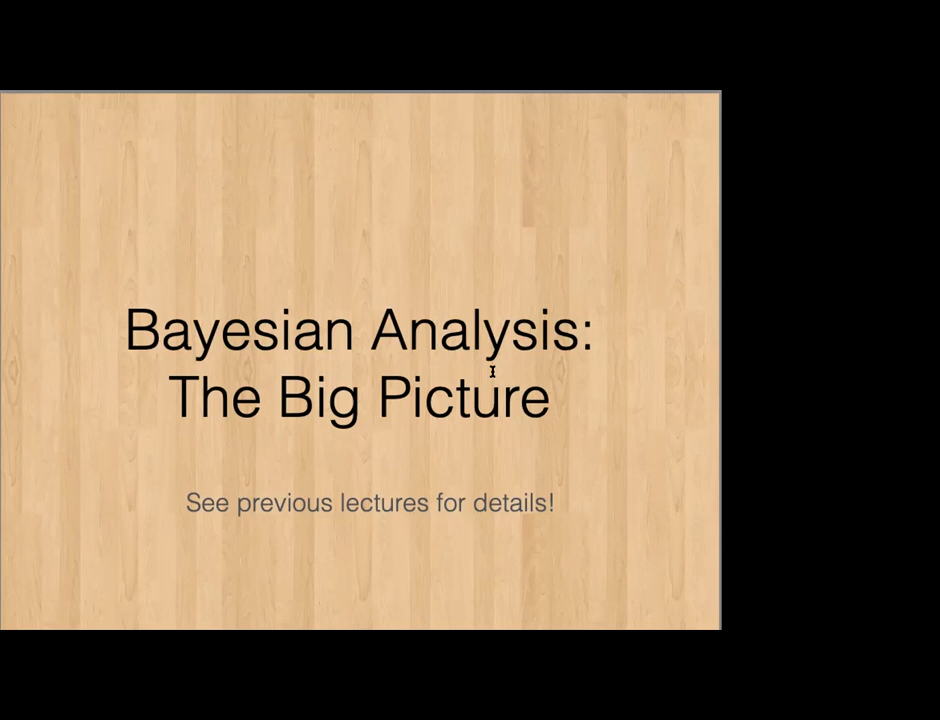 Bayesian Analysis:
The Big Picture
See previous lectures for details!